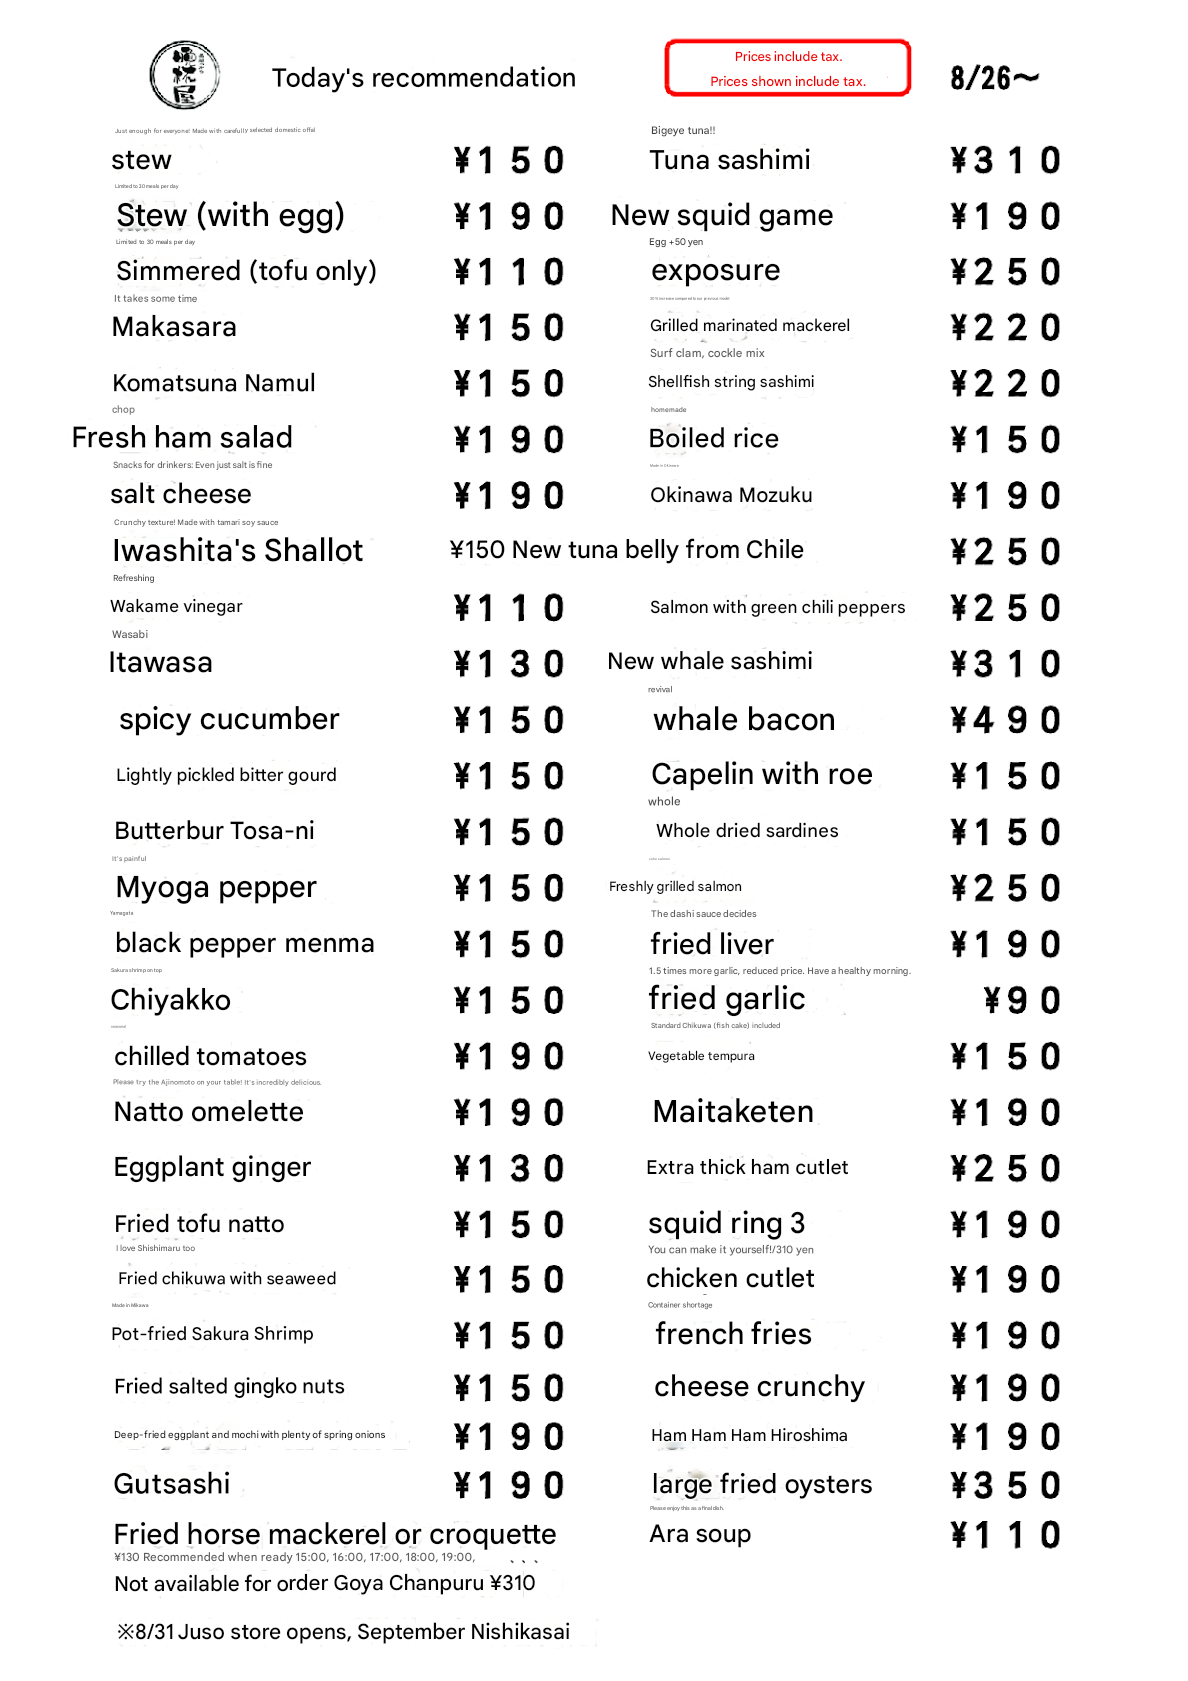 Today's recommendation
Prices include tax.
Prices shown include tax.
8/26〜
Just enough for everyone! Made with carefully selected domestic offal
stew ¥150
Limited to 30 meals per day
Stew (with egg) ¥190
Limited to 30 meals per day
Simmered (tofu only) ¥110
It takes some time
Makasara ¥150
Komatsuna Namul ¥150
chop
Fresh ham salad ¥190
Snacks for drinkers: Even just salt is fine
salt cheese ¥190
Crunchy texture! Made with tamari soy sauce
Iwashita's Shallot ¥150 New tuna belly from Chile ¥250
Refreshing
Wakame vinegar ¥110
Wasabi
Itawasa ¥130
spicy cucumber ¥150
Lightly pickled bitter gourd ¥150
Butterbur Tosa-ni ¥150
It's painful
Myoga pepper ¥150
Yamagata
black pepper menma ¥150
Sakura shrimp on top
Chiyakko ¥150
chilled tomatoes ¥190
Please try the Ajinomoto on your table! It's incredibly delicious.
Natto omelette ¥190
Eggplant ginger ¥130
Fried tofu natto ¥150
I love Shishimaru too
Fried chikuwa with seaweed ¥150
Made in Mikawa
Pot-fried Sakura Shrimp ¥150
Fried salted gingko nuts ¥150
Deep-fried eggplant and mochi with plenty of spring onions ¥190
Gutsashi ¥190
Fried horse mackerel or croquette
¥130 Recommended when ready 15:00, 16:00, 17:00, 18:00, 19:00,
Not available for order Goya Chanpuru ¥310
※8/31 Juso store opens, September Nishikasai
Bigeye tuna!!
Tuna sashimi ¥310
New squid game ¥190
Egg +50 yen
exposure ¥250
30% increase compared to our previous model
Grilled marinated mackerel ¥220
Surf clam, cockle mix
Shellfish string sashimi ¥220
homemade
Boiled rice ¥150
Made in Okinawa
Okinawa Mozuku ¥190
Salmon with green chili peppers ¥250
New whale sashimi ¥310
revival
whale bacon ¥490
Capelin with roe ¥150
whole
Whole dried sardines ¥150
Freshly grilled salmon ¥250
The dashi sauce decides
fried liver ¥190
1.5 times more garlic, reduced price. Have a healthy morning.
fried garlic ¥90
Standard Chikuwa (fish cake) included
Vegetable tempura ¥150
Maitaketen ¥190
Extra thick ham cutlet ¥250
squid ring 3 ¥190
You can make it yourself!/310 yen
chicken cutlet ¥190
Container shortage
french fries ¥190
cheese crunchy ¥190
Ham Ham Ham Hiroshima ¥190
large fried oysters ¥350
Please enjoy this as a final dish.
Ara soup ¥110